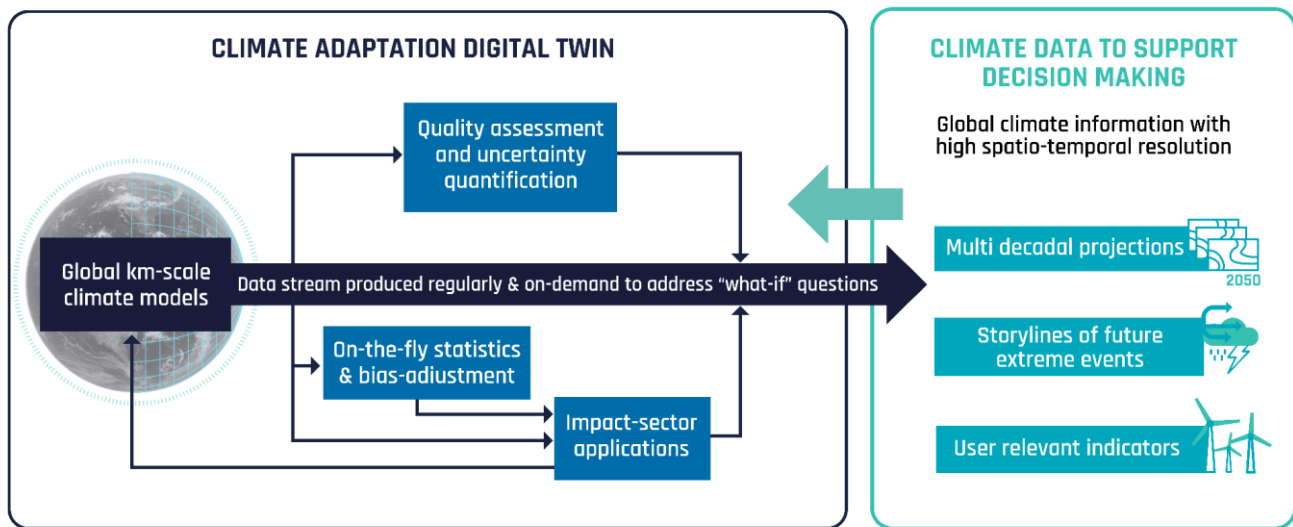 CLIMATE ADAPTATION DIGITAL TWIN
Quality assessment
and uncertainty
quantification
Global km-scale
climate models
Data stream produced regularly & on-demand to address “what-if” questions
On-the-fly statistics
& bias-adiustment
Impact-sector
applications
CLIMATE DATA TO SUPPORT
DECISION MAKING
Global climate information with
high spatio-temporal resolution
Multi decadal projections
2050
Storylines of future
extreme events
User relevant indicators